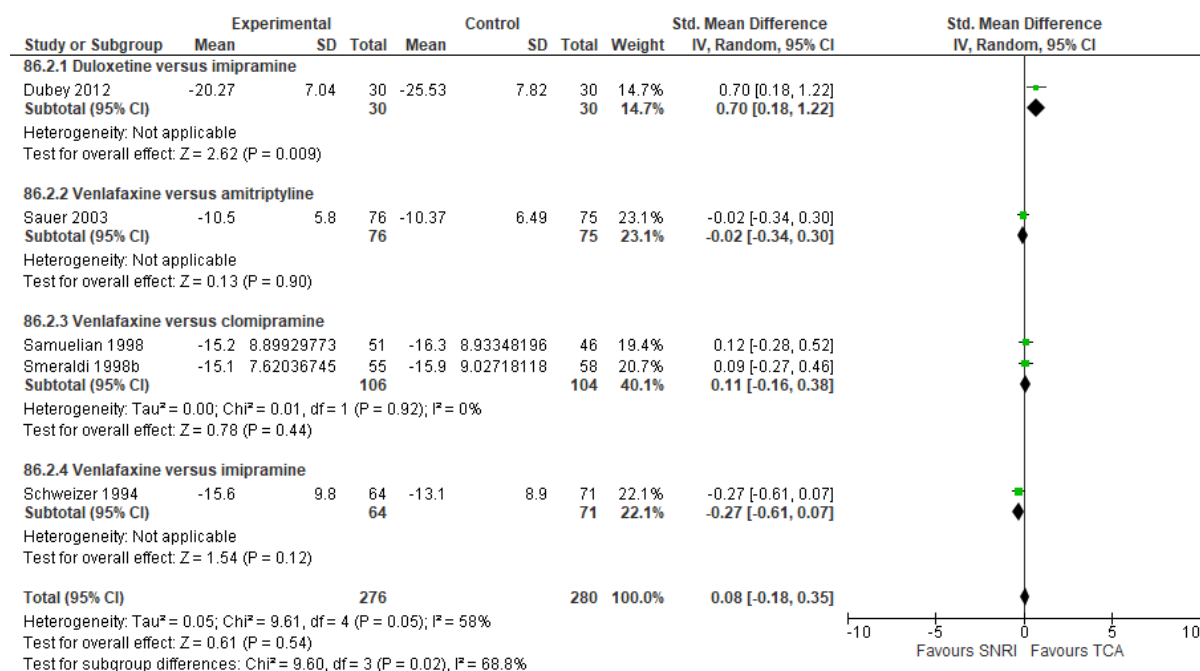 Experimental Control Std. Mean Difference Std. Mean Difference
Study or Subgroup Mean SD Total Mean SD Total Weight IV, Random, 95% CI IV, Random, 95% CI
86.2.1 Duloxetine versus imipramine
Dubey 2012 -20.27 7.04 30 -25.53 7.82 30 14.7% 0.70 [0.18, 1.22]
Subtotal (95% CI) 30 30 14.7% 0.70 [0.18, 1.22]
Heterogeneity: Not applicable
Test for overall effect: Z = 2.62 (P = 0.009)
86.2.2 Venlafaxine versus amitriptyline
Sauer 2003 -10.5 5.8 76 -10.37 6.49 75 23.1% -0.02 [-0.34, 0.30]
Subtotal (95% CI) 76 75 23.1% -0.02 [-0.34, 0.30]
Heterogeneity: Not applicable
Test for overall effect: Z = 0.13 (P = 0.90)
86.2.3 Venlafaxine versus clomipramine
Samuelian 1998 -15.2 8.89929773 51 -16.3 8.93348196 46 19.4% 0.12 [-0.28, 0.52]
Smeraldi 1998b -15.1 7.62036745 55 -15.9 9.02718118 58 20.7% 0.09 [-0.27, 0.46]
Subtotal (95% CI) 106 104 40.1% 0.11 [-0.16, 0.38]
Heterogeneity: Tau² = 0.00; Chi² = 0.01, df = 1 (P = 0.92); I² = 0%
Test for overall effect: Z = 0.78 (P = 0.44)
86.2.4 Venlafaxine versus imipramine
Schweizer 1994 -15.6 9.8 64 -13.1 8.9 71 22.1% -0.27 [-0.61, 0.07]
Subtotal (95% CI) 64 71 22.1% -0.27 [-0.61, 0.07]
Heterogeneity: Not applicable
Test for overall effect: Z = 1.54 (P = 0.12)
Total (95% CI) 276 280 100.0% 0.08 [-0.18, 0.35]
Heterogeneity: Tau² = 0.05; Chi² = 9.61, df = 4 (P = 0.05); I² = 58%
Test for overall effect: Z = 0.61 (P = 0.54)
Test for subgroup differences: Chi² = 9.60, df = 3 (P = 0.02), I² = 68.8%
-10 -5 0 5 10
Favours SNRI Favours TCA